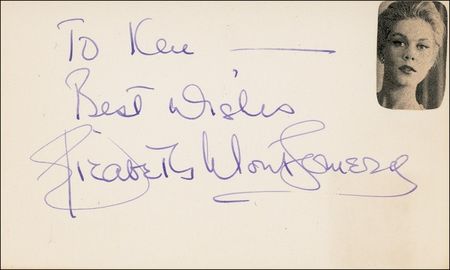 To Ken —
Best Wishes
Elizabeth Montgomery